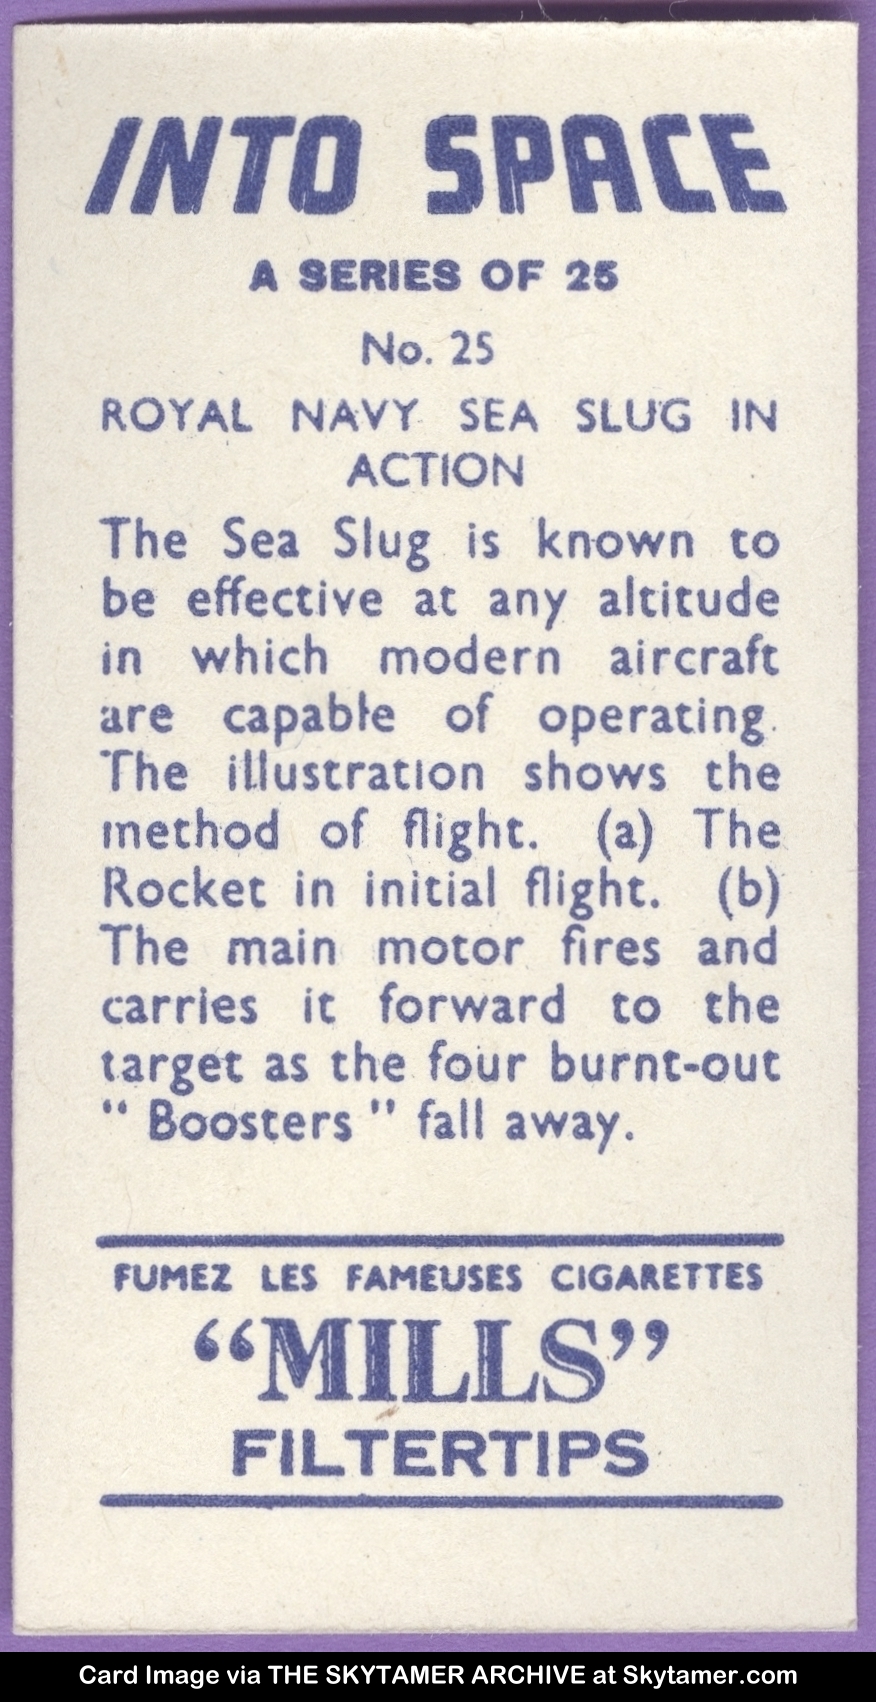 INTO SPACE
A SERIES OF 25
No. 25
ROYAL NAVY SEA SLUG IN
ACTION
The Sea Slug is known to
be effective at any altitude
in which modern aircraft
are capable of operating.
The illustration shows the
method of flight. (a) The
Rocket in initial flight. (b)
The main motor fires and
carries it forward to the
target as the four burnt-out
“ Boosters ” fall away.
FUMEZ LES FAMEUSES CIGARETTES
“MILLS”
FILTERTIPS
Card Image via THE SKYTAMER ARCHIVE at Skytamer.com